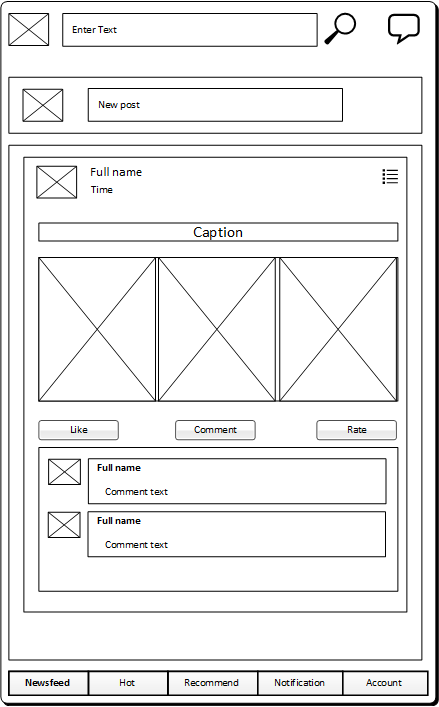 Enter Text
New post
Full name
Time
Caption
Like
Comment
Rate
Full name
Comment text
Full name
Comment text
Newsfeed
Hot
Recommend
Notification
Account